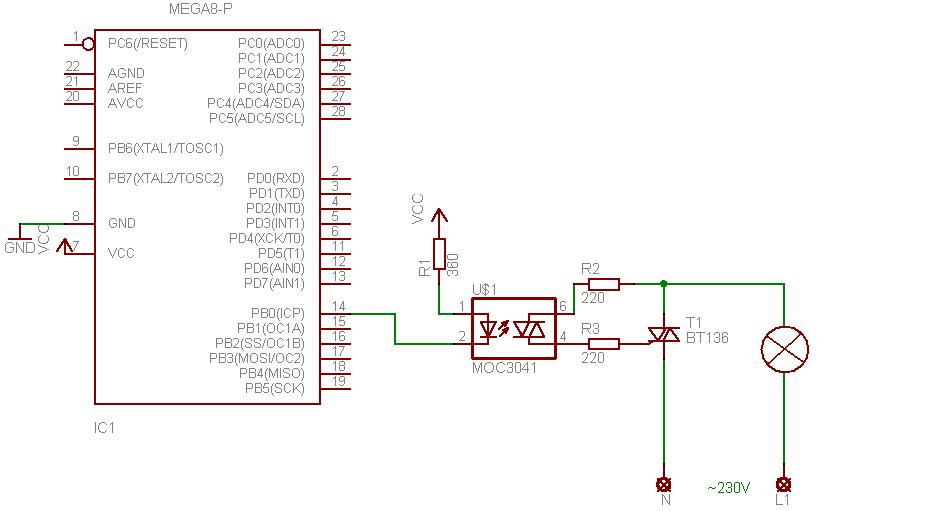 MEGA8-P
1 PC6(/RESET) PC0(ADC0) 23
PC1(ADC1) 24
22 AGND PC2(ADC2) 25
21 AREF PC3(ADC3) 26
20 AVCC PC4(ADC4/SDA) 27
PC5(ADC5/SCL) 28
9 PB6(XTAL1/TOSC1)
10 PB7(XTAL2/TOSC2) PD0(RXD) 2
PD1(TXD) 3
PD2(INT0) 4
8 GND PD3(INT1) 5
PD4(XCK/T0) 6
7 VCC PD5(T1) 11
PD6(AIN0) 12
PD7(AIN1) 13
PB0(ICP) 14
PB1(OC1A) 15
PB2(SS/OC1B) 16
PB3(MOSI/OC2) 17
PB4(MISO) 18
PB5(SCK) 19
IC1
GND
VCC
VCC
R1
360
U$1
1
2
6
4
MOC3041
R2
220
R3
220
T1
BT136
N
~230V
L1